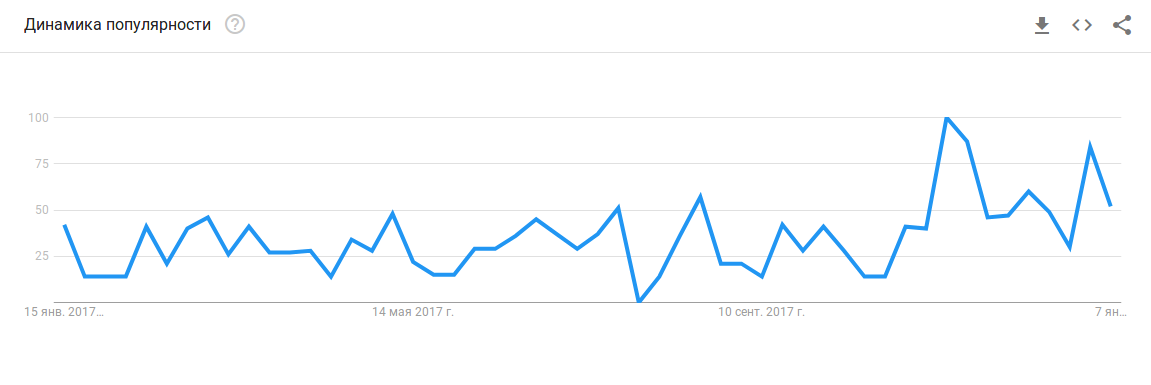 Динамика популярности
100
75
50
25
15 янв. 2017…
14 мая 2017 г.
10 сент. 2017 г.
7 ян…